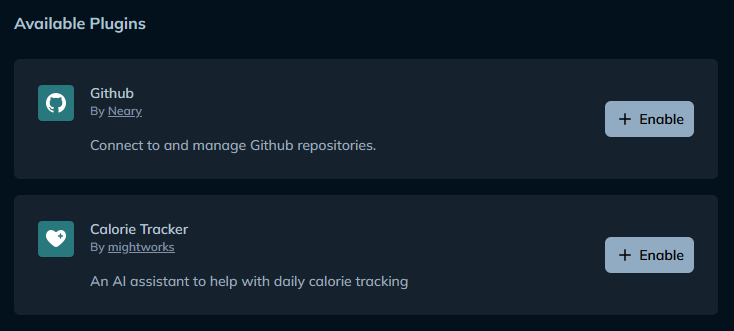 Available Plugins
Github
By Neary
Connect to and manage Github repositories.
+ Enable
Calorie Tracker
By mightworks
An AI assistant to help with daily calorie tracking
+ Enable